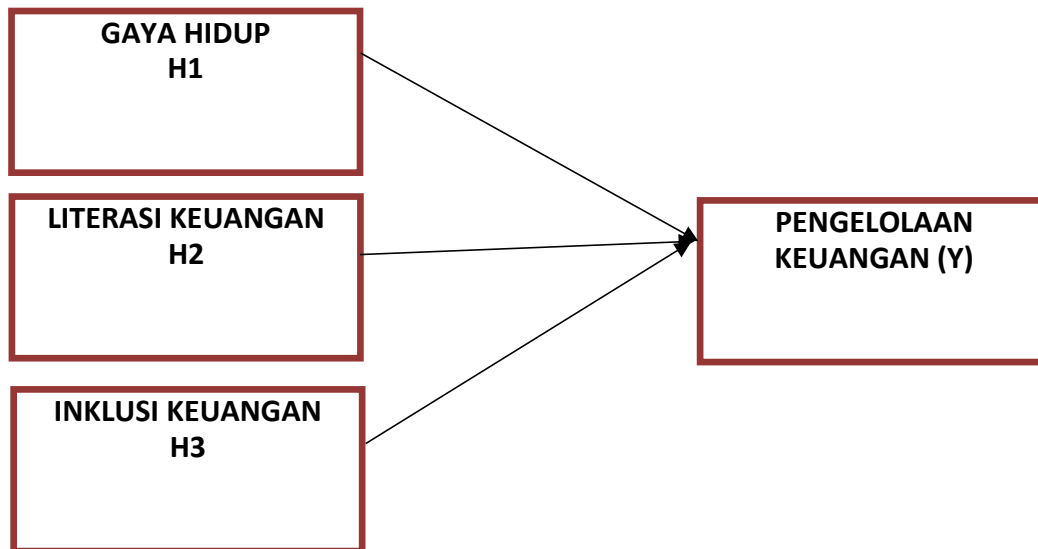 GAYA HIDUP
H1
LITERASI KEUANGAN
H2
PENGELOLAAN
KEUANGAN (Y)
INKLUSI KEUANGAN
H3